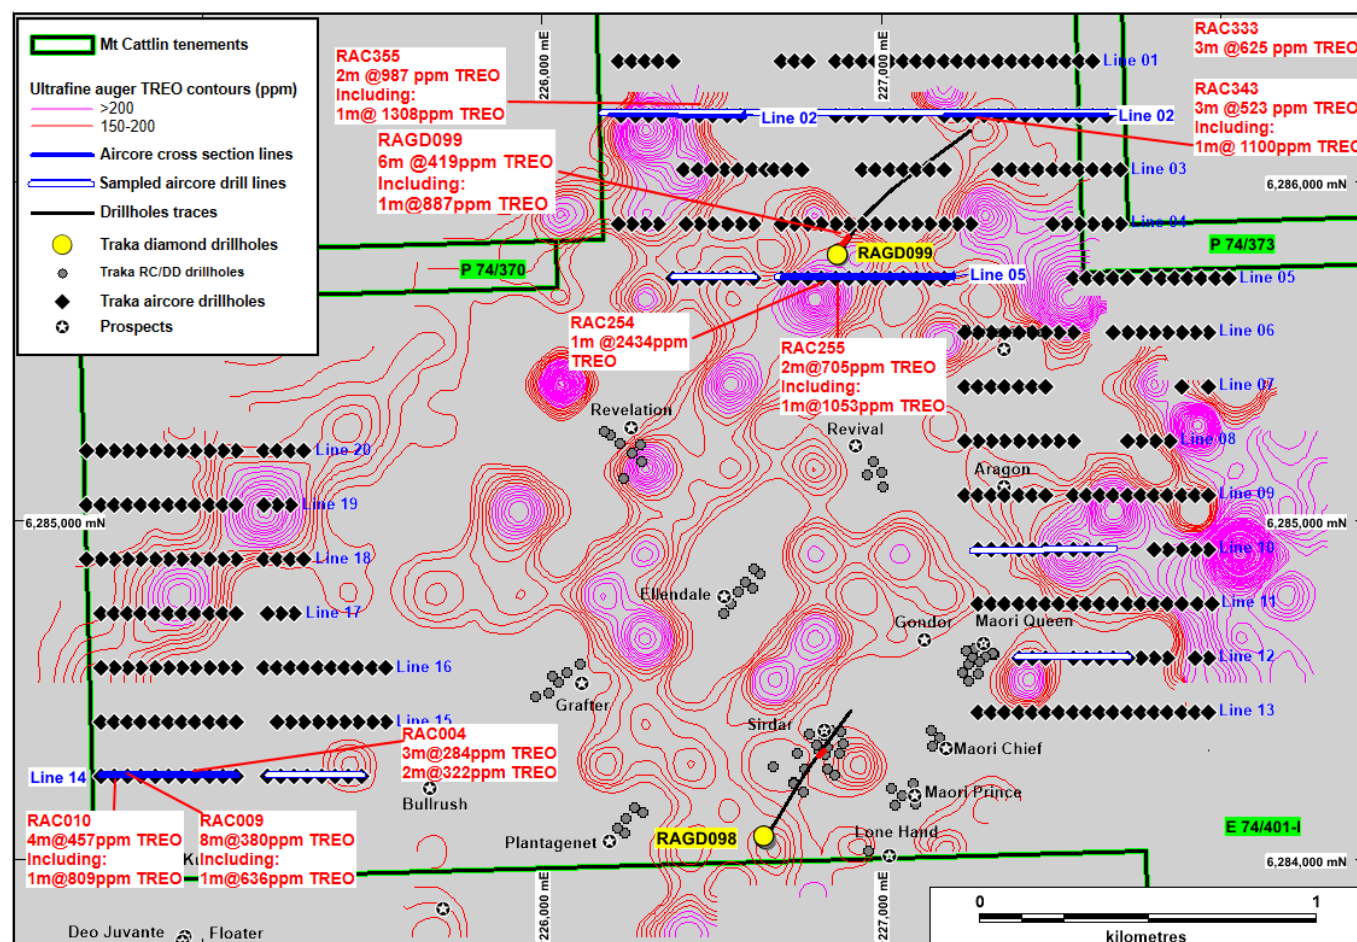 Mt Cattlin tenements
Ultrafine auger TREO contours (ppm)
>200
150-200
Aircore cross section lines
Sampled aircore drill lines
Drillholes traces
Traka diamond drillholes
Traka RC/DD drillholes
Traka aircore drillholes
Prospects
226,000 mE
227,000 mE
RAC355
2m @987 ppm TREO
Including:
1m@ 1308ppm TREO
RAC333
3m @625 ppm TREO
RAC343
3m @523 ppm TREO
Including:
1m@ 1100ppm TREO
RAGD099
6m @419ppm TREO
Including:
1m@887ppm TREO
Line 01
Line 02
Line 02
Line 03
6,286,000 mN
Line 04
P 74/373
P 74/370
RAGD099
Line 05
Line 05
RAC254
1m @2434ppm
TREO
RAC255
2m@705ppm TREO
Including:
1m@1053ppm TREO
Line 06
Line 07
Revelation
Revival
Line 08
Line 20
Aragon
Line 19
Line 09
6,285,000 mN
6,285,000 mN
Line 18
Line 10
Ellendale
Line 17
Line 11
Gondor
Maori Queen
Line 16
Line 12
Grafter
Line 15
Line 13
Sirdar
RAC004
3m@284ppm TREO
2m@322ppm TREO
Maori Chief
Line 14
Bullrush
Maori Prince
RAC010
4m@457ppm TREO
Including:
1m@809ppm TREO
RAC009
8m@380ppm TREO
Including:
1m@636ppm TREO
Plantagenet
RAGD098
Lone Hand
E 74/401-I
6,284,000 mN
226,000 mE
227,000 mE
Deo Juvante
Floater
0
1
kilometres